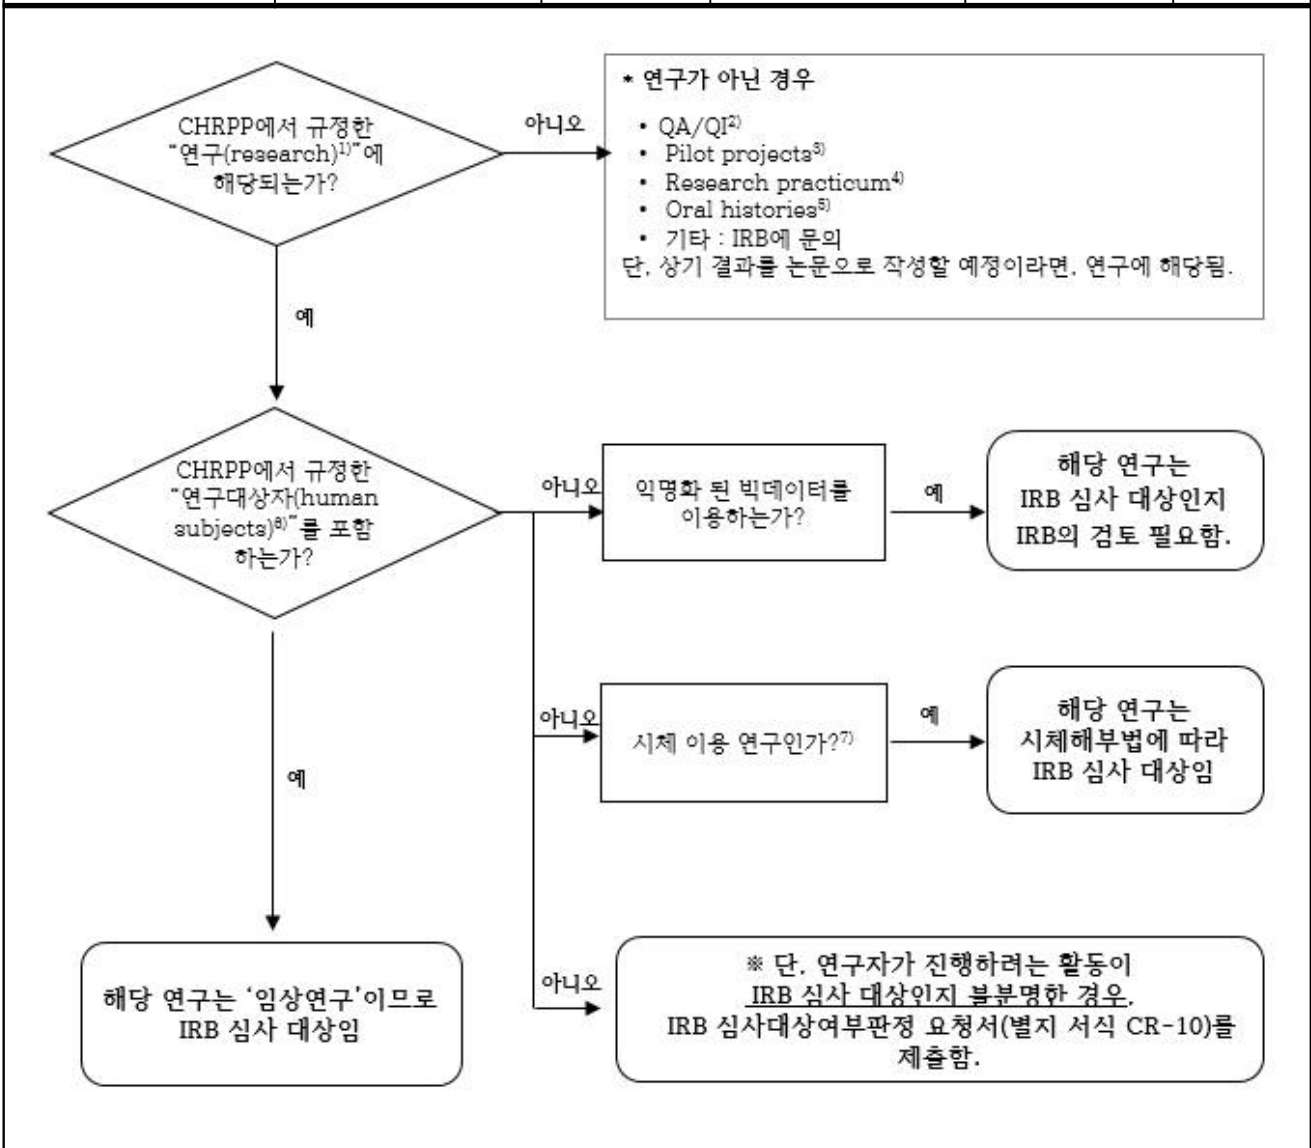 CHRPP에서 규정한
“연구(research)1)”에
해당되는가?
아니오
* 연구가 아닌 경우
• QA/QI2)
• Pilot projects3)
• Research practicum4)
• Oral histories5)
• 기타 : IRB에 문의
단, 상기 결과를 논문으로 작성할 예정이라면, 연구에 해당됨.
예
CHRPP에서 규정한
“연구대상자(human
subjects)6)”를 포함
하는가?
아니오
익명화 된 빅데이터를
이용하는가?
예
해당 연구는
IRB 심사 대상인지
IRB의 검토 필요함.
아니오
시체 이용 연구인가?7)
예
해당 연구는
시체해부법에 따라
IRB 심사 대상임
예
해당 연구는 ‘임상연구’이므로
IRB 심사 대상임
아니오
※ 단, 연구자가 진행하려는 활동이
IRB 심사 대상인지 불분명한 경우,
IRB 심사대상여부판정 요청서(별지 서식 CR-10)를
제출함.